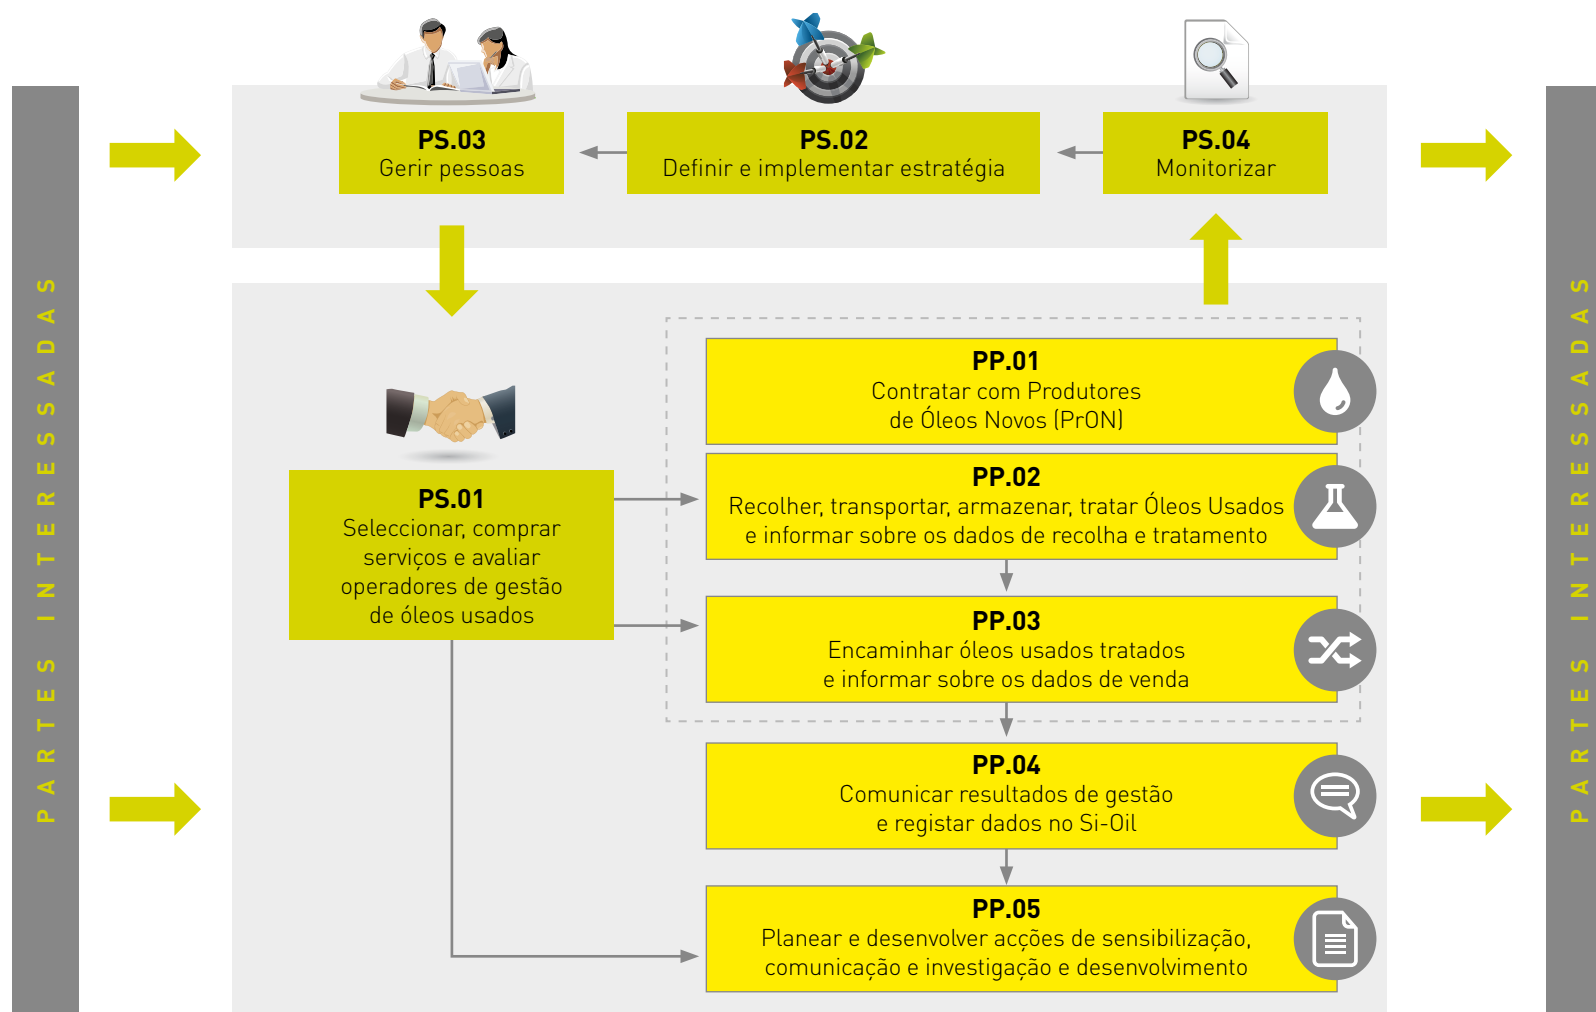 PARTES INTERESSADAS
PS.03
Gerir pessoas
PS.02
Definir e implementar estratégia
PS.04
Monitorizar
PS.01
Seleccionar, comprar
serviços e avaliar
operadores de gestão
de óleos usados
PP.01
Contratar com Produtores
de Óleos Novos (PrON)
PP.02
Recolher, transportar, armazenar, tratar Óleos Usados
e informar sobre os dados de recolha e tratamento
PP.03
Encaminhar óleos usados tratados
e informar sobre os dados de venda
PP.04
Comunicar resultados de gestão
e registar dados no Si-Oil
PP.05
Planear e desenvolver acções de sensibilização,
comunicação e investigação e desenvolvimento
PARTES INTERESSADAS